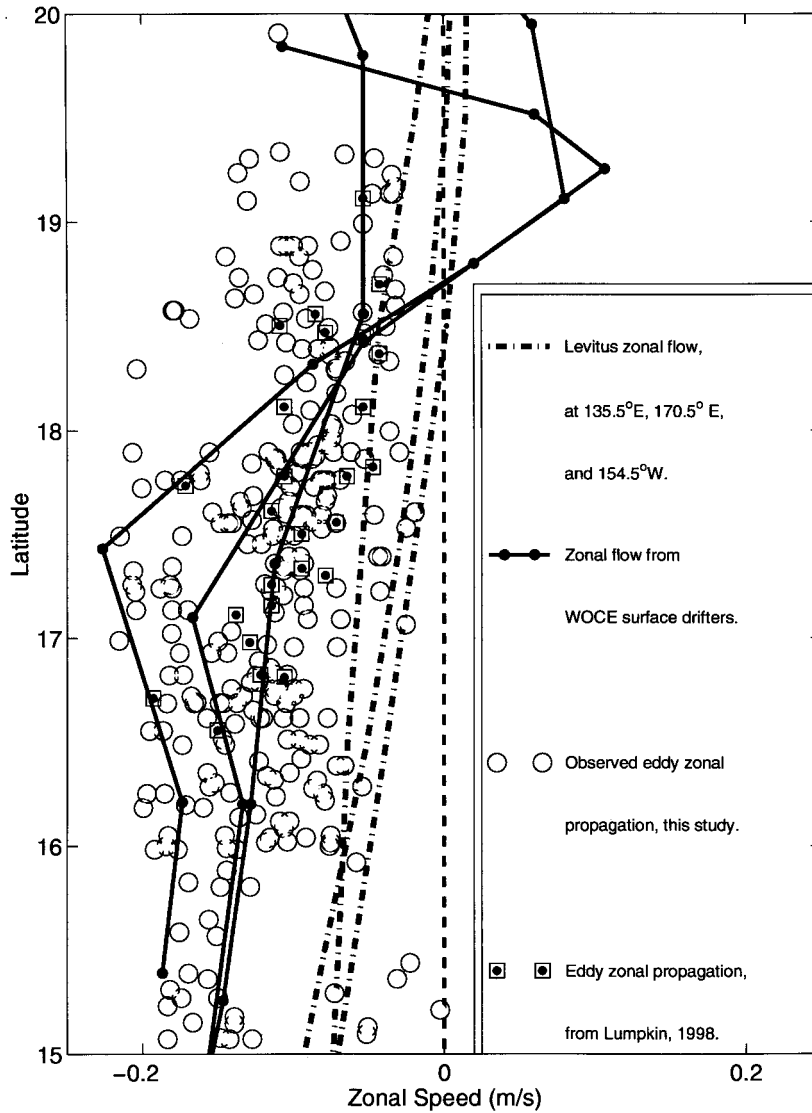 20
19
18
17
16
15
Latitude
−0.2
0
0.2
Zonal Speed (m/s)
Levitus zonal flow,
at 135.5°E, 170.5° E,
and 154.5°W.
Zonal flow from
WOCE surface drifters.
Observed eddy zonal
propagation, this study.
Eddy zonal propagation,
from Lumpkin, 1998.